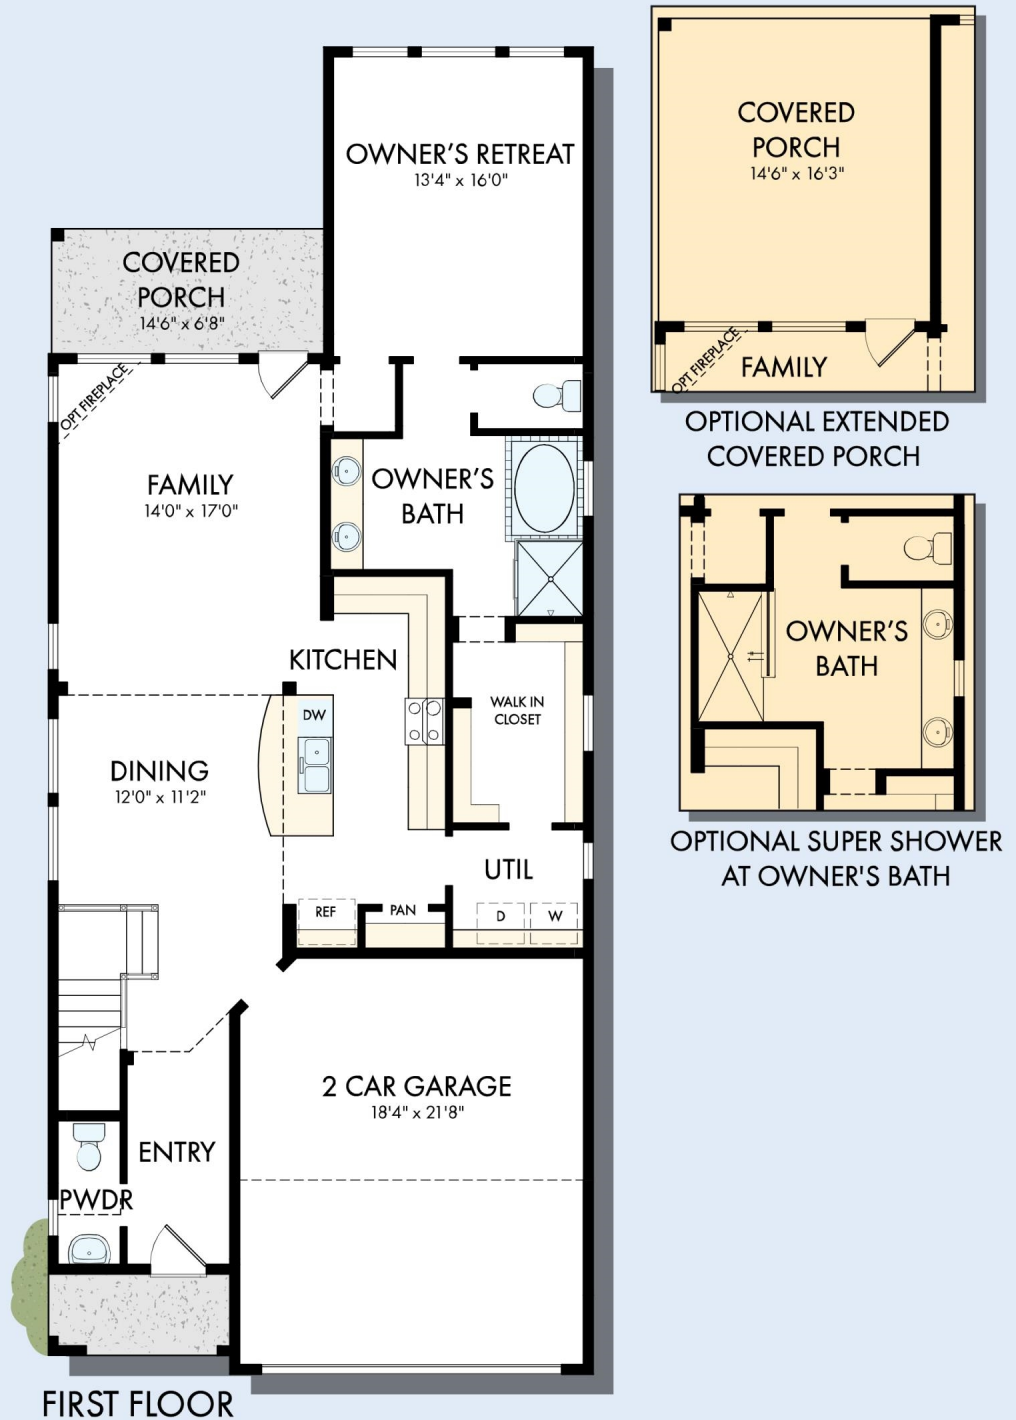 OWNER'S RETREAT
13'4" x 16'0"
COVERED
PORCH
14'6" x 6'8"
OPT FIREPLACE
FAMILY
14'0" x 17'0"
OWNER'S
BATH
KITCHEN
WALK IN
CLOSET
DW
DINING
12'0" x 11'2"
UTIL
REF
PAN
D
W
2 CAR GARAGE
18'4" x 21'8"
ENTRY
PWDR
FIRST FLOOR
COVERED
PORCH
14'6" x 16'3"
OPT FIREPLACE
FAMILY
OPTIONAL EXTENDED
COVERED PORCH
OWNER'S
BATH
OPTIONAL SUPER SHOWER
AT OWNER'S BATH